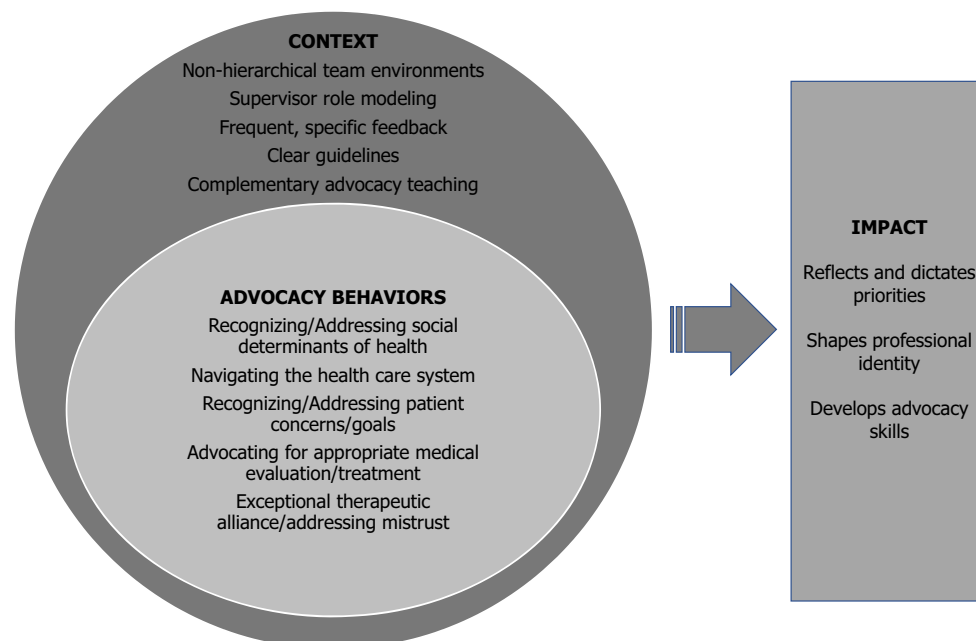 CONTEXT
Non-hierarchical team environments
Supervisor role modeling
Frequent, specific feedback
Clear guidelines
Complementary advocacy teaching
ADVOCACY BEHAVIORS
Recognizing/Addressing social
determinants of health
Navigating the health care system
Recognizing/Addressing patient
concerns/goals
Advocating for appropriate medical
evaluation/treatment
Exceptional therapeutic
alliance/addressing mistrust
IMPACT
Reflects and dictates
priorities
Shapes professional
identity
Develops advocacy
skills